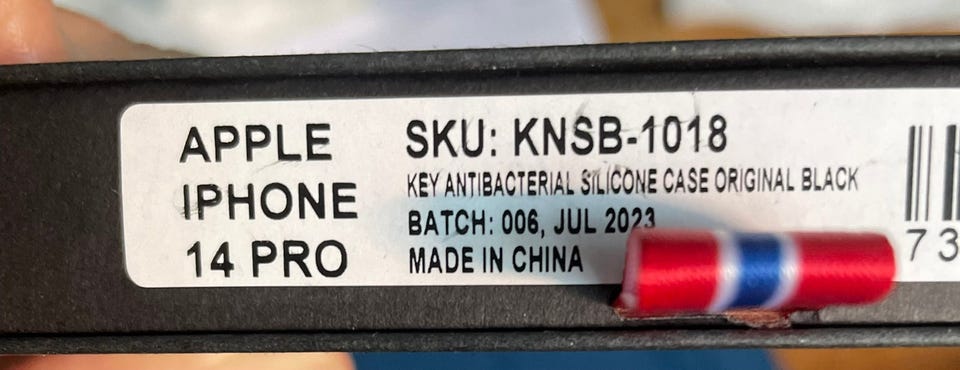 APPLE
IPHONE
14 PRO
SKU: KNSB-1018
KEY ANTIBACTERIAL SILICONE CASE ORIGINAL BLACK
BATCH: 006, JUL 2023
MADE IN CHINA
73